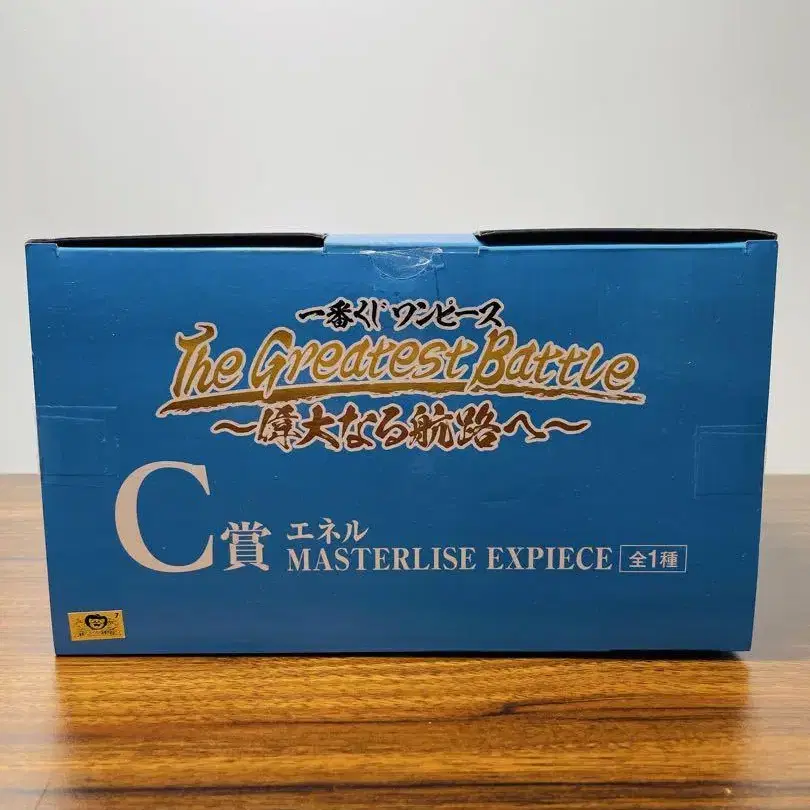 一番くじ ワンピース
The Greatest Battle
～偉大なる航路へ～
C賞 エネル
MASTERLISE EXPIECE 全1種
7